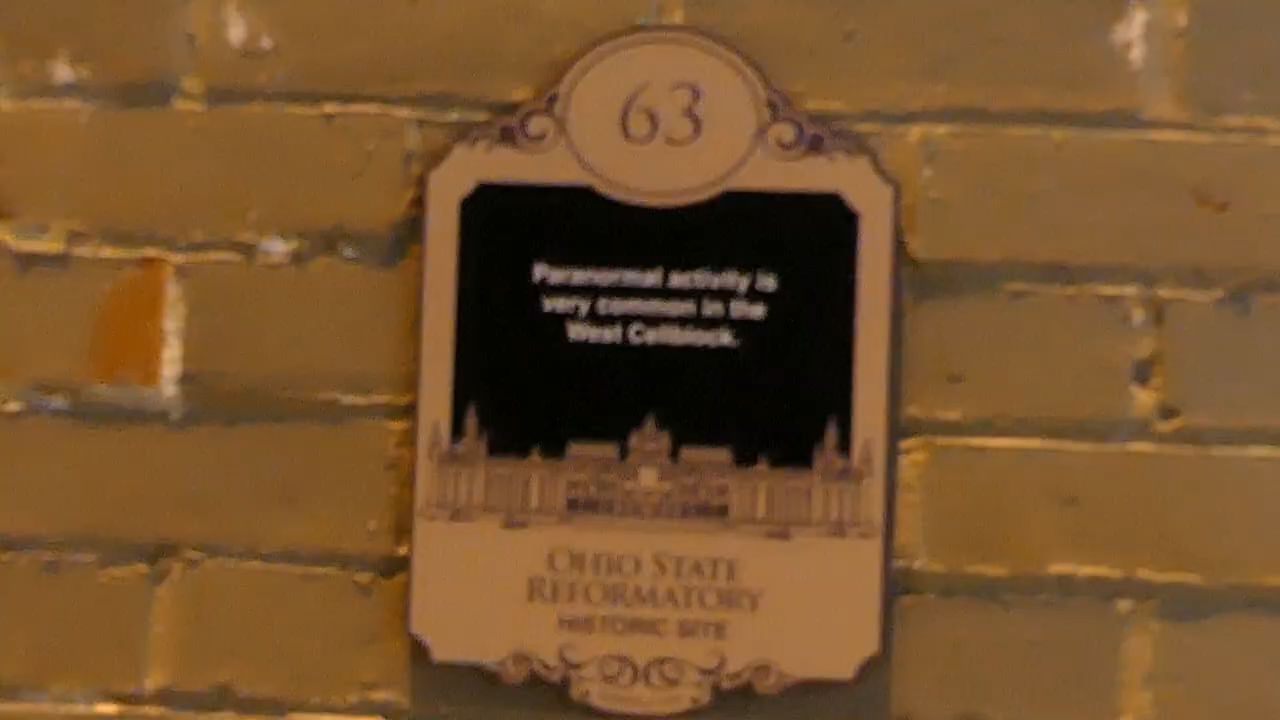 63
Paranormal activity is
very common in the
West Cellblock.
OHIO STATE
REFORMATORY
HISTORIC SITE